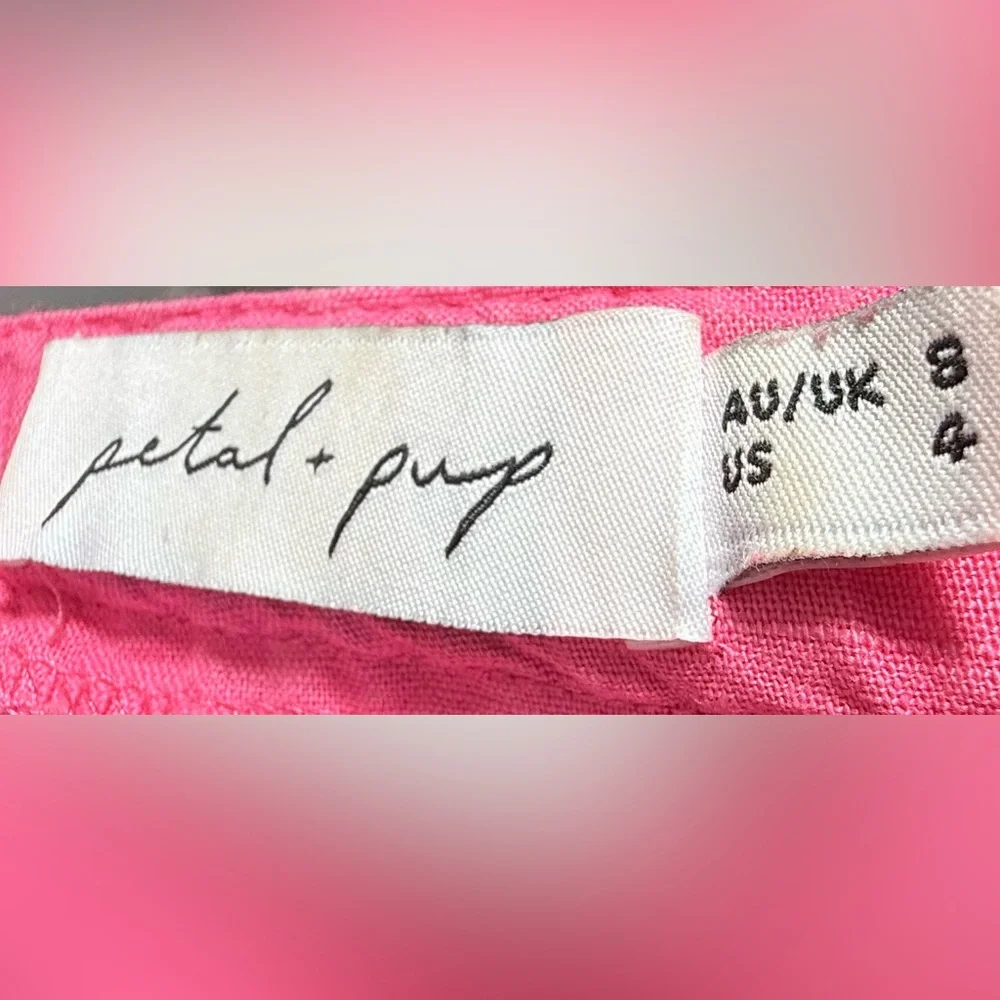 petal + pup
AU/UK 8
US 4